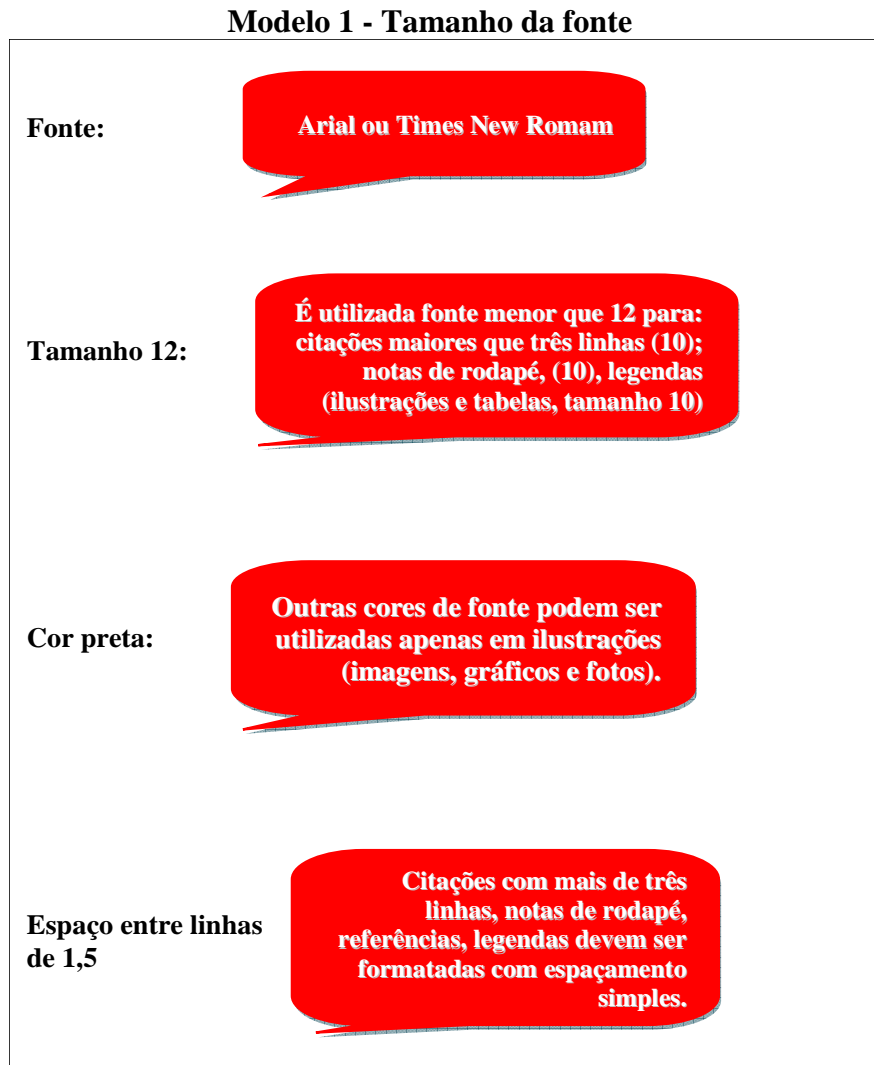 Modelo 1 - Tamanho da fonte
Fonte:
Arial ou Times New Romam
Tamanho 12:
É utilizada fonte menor que 12 para:
citações maiores que três linhas (10);
notas de rodapé, (10), legendas
(ilustrações e tabelas, tamanho 10)
Cor preta:
Outras cores de fonte podem ser
utilizadas apenas em ilustrações
(imagens, gráficos e fotos).
Espaço entre linhas
de 1,5
Citações com mais de três
linhas, notas de rodapé,
referências, legendas devem ser
formatadas com espaçamento
simples.